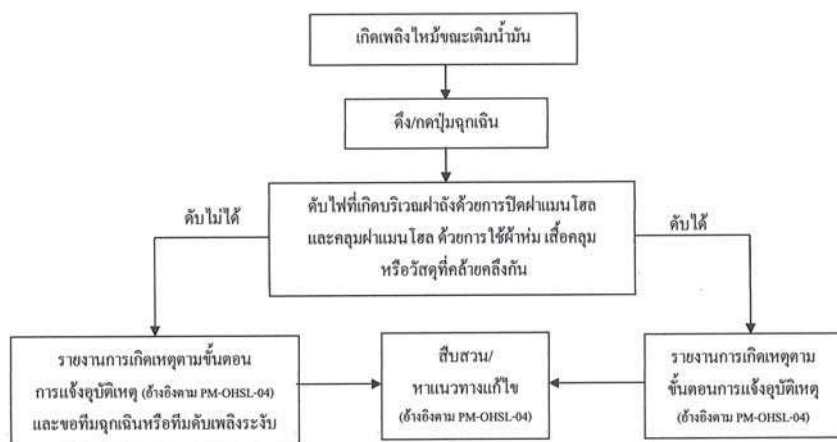 เกิดเพลิงไหม้ขณะเติมน้ำมัน
ดึง/กดปุ่มฉุกเฉิน
ดับไฟที่เกิดบริเวณฝาถังด้วยการปิดฝาแมนโฮล
และคลุมฝาแมนโฮล ด้วยการใช้ผ้าห่ม เสื้อคลุม
หรือวัสดุที่คล้ายคลึงกัน
ดับไม่ได้
ดับได้
รายงานการเกิดเหตุตามขั้นตอน
การแจ้งอุบัติเหตุ (อ้างอิงตาม PM-OHSL-04)
และขอทีมฉุกเฉินหรือทีมดับเพลิงระงับ
สืบสวน/
หาแนวทางแก้ไข
(อ้างอิงตาม PM-OHSL-04)
รายงานการเกิดเหตุตาม
ขั้นตอนการแจ้งอุบัติเหตุ
(อ้างอิงตาม PM-OHSL-04)